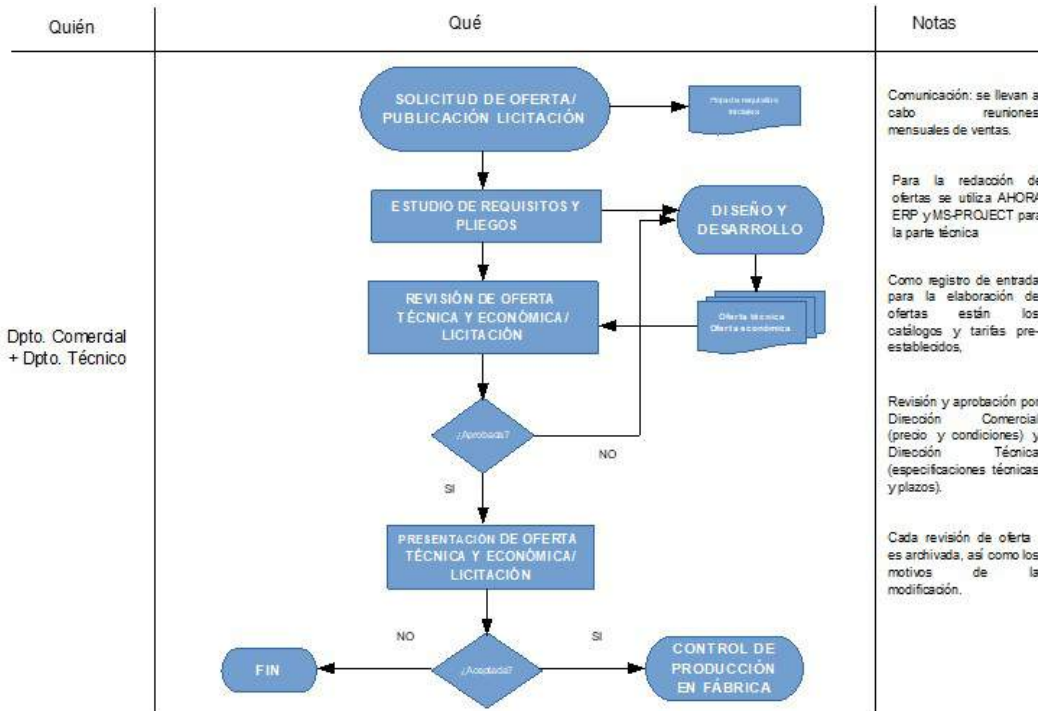 Quién
Qué
Notas
SOLICITUD DE OFERTA/
PUBLICACIÓN LICITACIÓN
Comunicación: se llevan a
cabo reuniones
mensuales de ventas.
Para la redacción de
ofertas se utiliza AHORA
ERP y MS-PROJECT para
la parte técnica
ESTUDIO DE REQUISITOS Y
PLIEGOS
DISEÑO Y
DESARROLLO
REVISIÓN DE OFERTA
TÉCNICA Y ECONÓMICA/
LICITACIÓN
Oferta técnica
Oferta económica
Como registro de entrada
para la elaboración de
ofertas están los
catálogos y tarifas pre-
establecidos,
Dpto. Comercial
+ Dpto. Técnico
¿Aprobada?
NO
SI
Revisión y aprobación por
Dirección Comercial
(precio y condiciones) y
Dirección Técnica
(especificaciones técnicas
y plazos).
PRESENTACIÓN DE OFERTA
TÉCNICA Y ECONÓMICA/
LICITACIÓN
Cada revisión de oferta
es archivada, así como los
motivos de la
modificación.
NO
SI
FIN
¿Aceptada?
CONTROL DE
PRODUCCIÓN
EN FÁBRICA